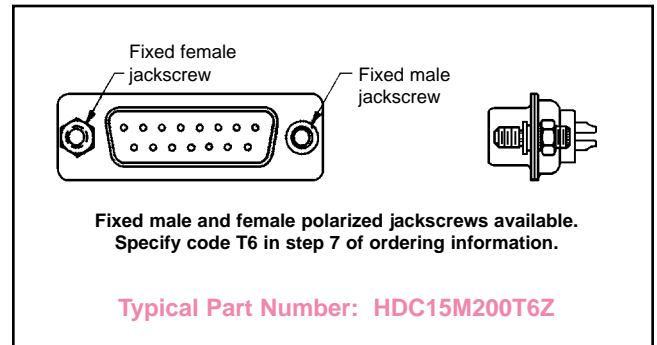 Fixed female
jackscrew
Fixed male
jackscrew
Fixed male and female polarized jackscrews available.
Specify code T6 in step 7 of ordering information.
Typical Part Number: HDC15M200T6Z